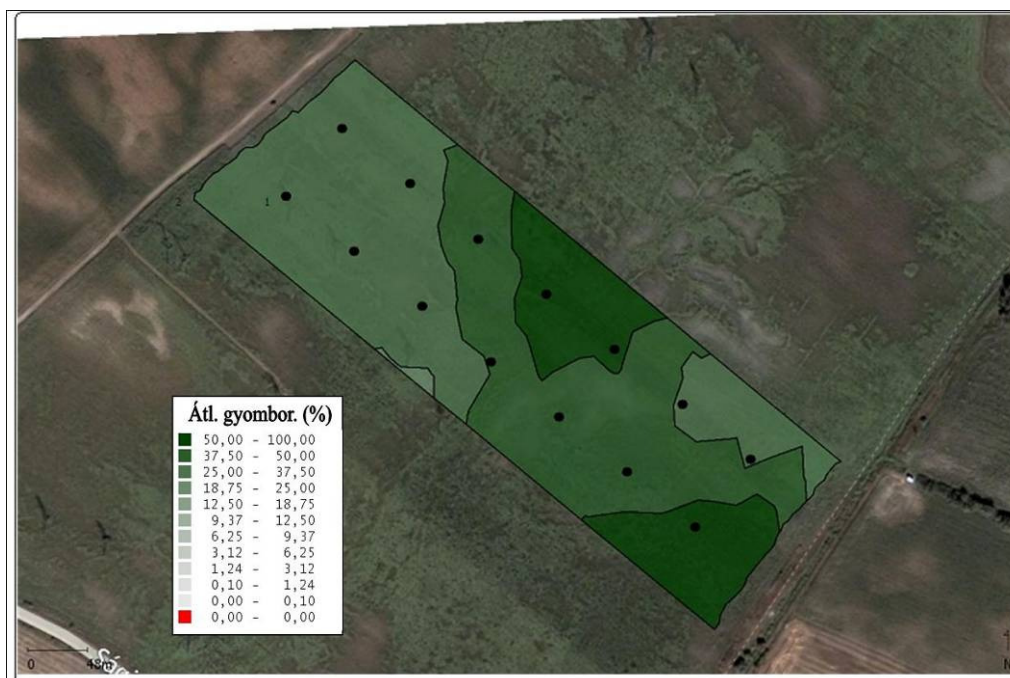 2
1
Átl. gyombor. (%)
50,00 - 100,00
37,50 - 50,00
25,00 - 37,50
18,75 - 25,00
12,50 - 18,75
9,37 - 12,50
6,25 - 9,37
3,12 - 6,25
1,24 - 3,12
0,10 - 1,24
0,00 - 0,10
0,00 - 0,00
0 48m